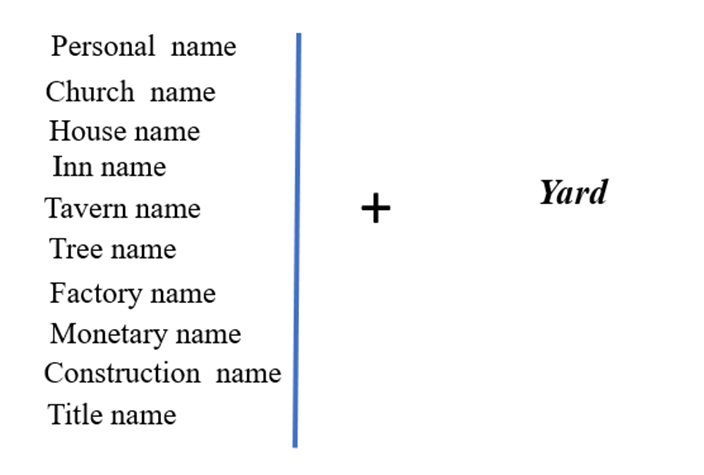 Personal name
Church name
House name
Inn name
Tavern name
Tree name
Factory name
Monetary name
Construction name
Title name
+
Yard